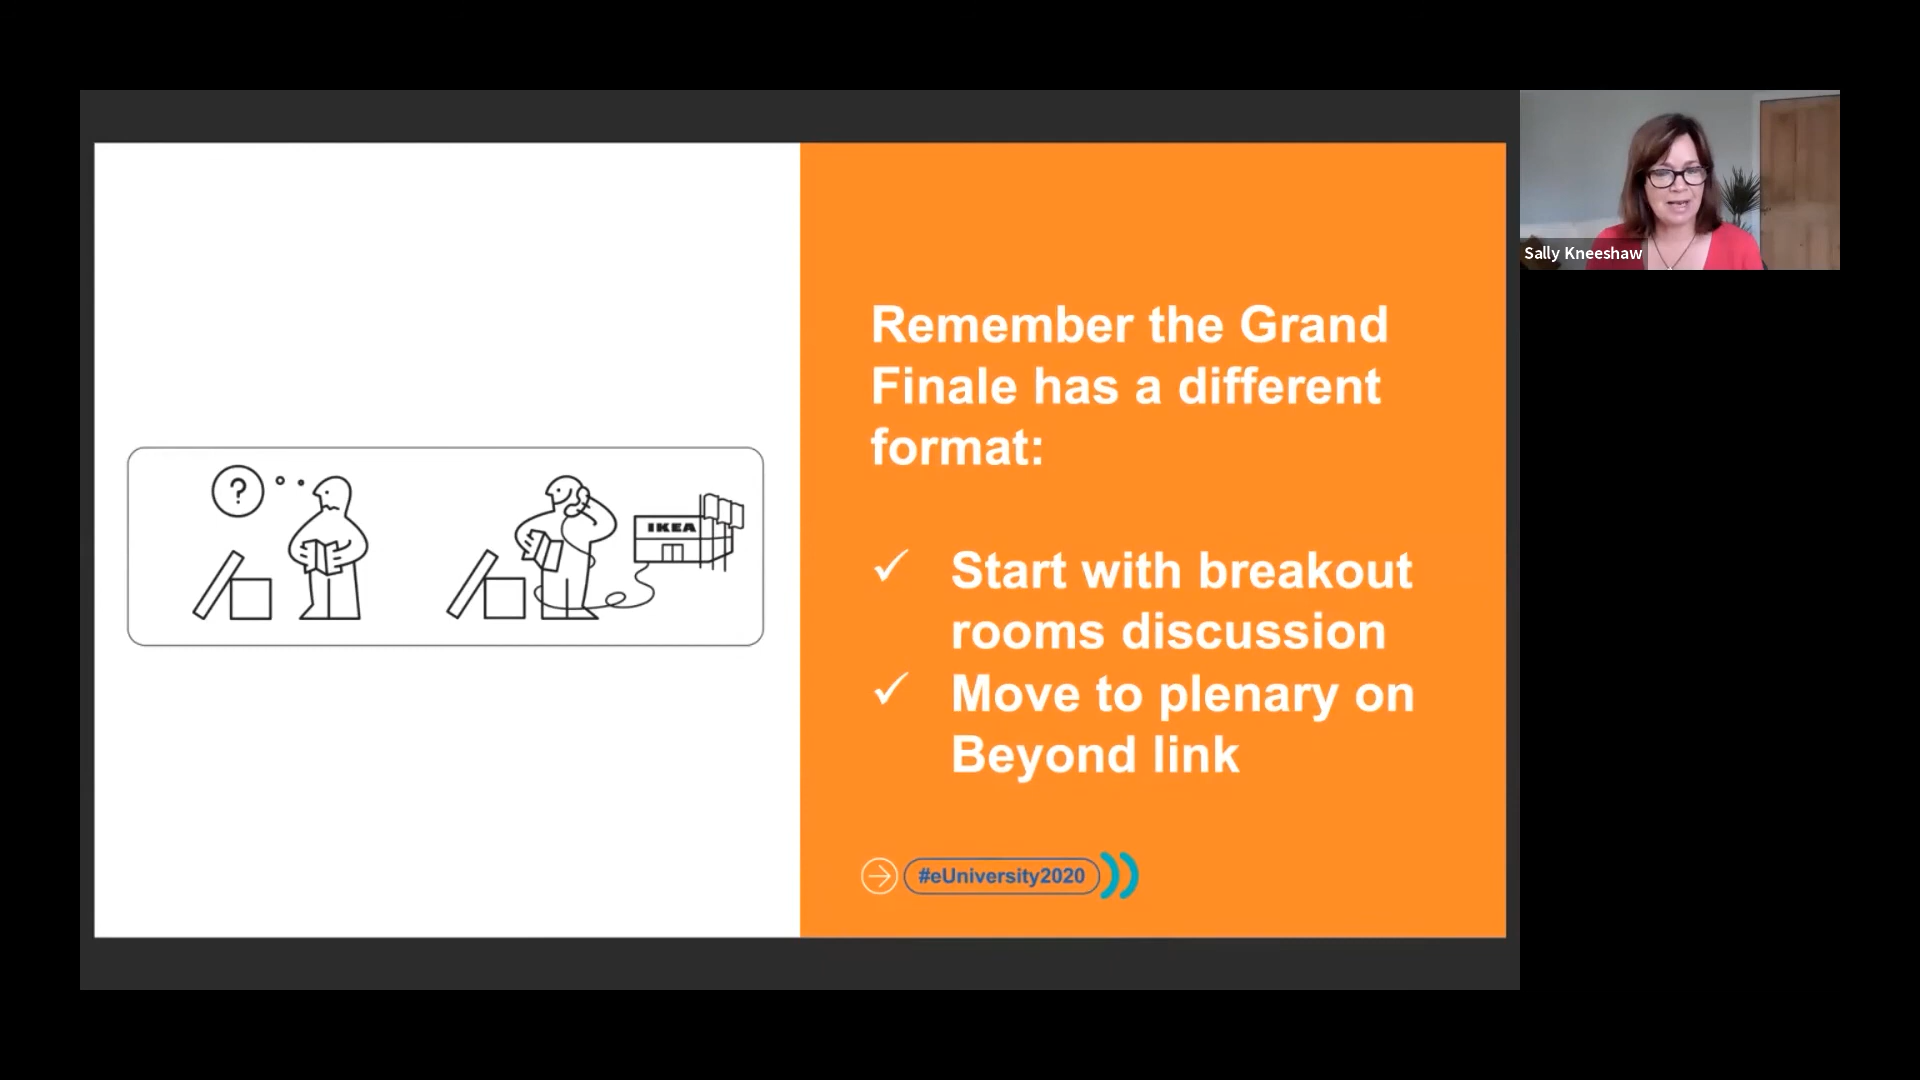 ?
IKEA
Remember the Grand
Finale has a different
format:
Start with breakout
rooms discussion
Move to plenary on
Beyond link
#eUniversity2020
Sally Kneeshaw